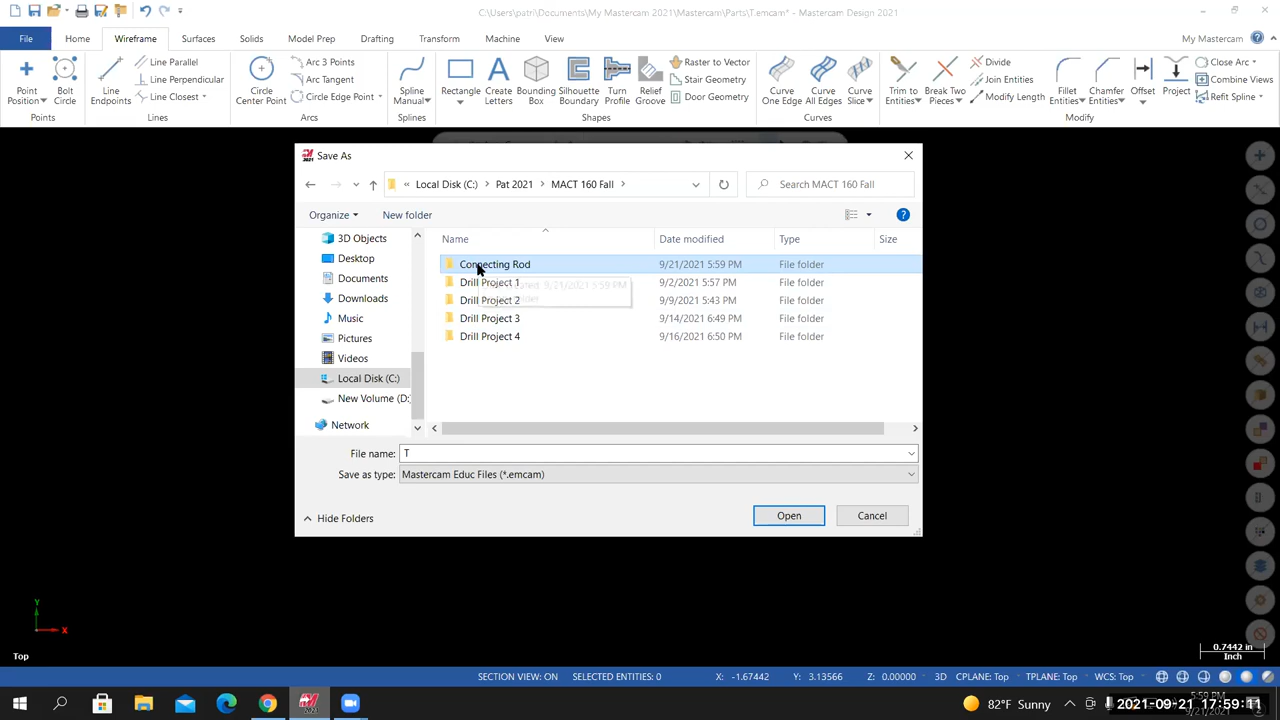 C:\Users\patri\Documents\My Mastercam 2021\Mastercam\Parts\T.emcam* - Mastercam Design 2021
File Home Wireframe Surfaces Solids Model Prep Drafting Transform Machine View My Mastercam
Point Position
Bolt Circle
Points
Line Endpoints
Line Parallel
Line Perpendicular
Line Closest
Lines
Circle Center Point
Arc 3 Points
Arc Tangent
Circle Edge Point
Arcs
Spline Manual
Splines
Rectangle
Create Letters
Bounding Box
Silhouette Boundary
Turn Profile
Relief Groove
Raster to Vector
Stair Geometry
Door Geometry
Shapes
Curve One Edge
Curve All Edges
Curve Slice
Curves
Trim to Entities
Break Two Pieces
Divide
Join Entities
Modify Length
Fillet Entities
Chamfer Entities
Offset
Project
Close Arc
Combine Views
Refit Spline
Modify
Save As
« Local Disk (C:) > Pat 2021 > MACT 160 Fall >
Search MACT 160 Fall
Organize New folder
3D Objects
Desktop
Documents
Downloads
Music
Pictures
Videos
Local Disk (C:)
New Volume (D:
Network
Name Date modified Type Size
Connecting Rod 9/21/2021 5:59 PM File folder
Drill Project 1 9/2/2021 5:57 PM File folder
Drill Project 2 9/9/2021 5:43 PM File folder
Drill Project 3 9/14/2021 6:49 PM File folder
Drill Project 4 9/16/2021 6:50 PM File folder
File name: T
Save as type: Mastercam Educ Files (*.emcam)
Hide Folders Open Cancel
Y
X
Top
0.7442 in
Inch
SECTION VIEW: ON SELECTED ENTITIES: 0 X: -1.67442 Y: 3.13566 Z: 0.00000 3D CPLANE: Top TPLANE: Top WCS: Top
82°F Sunny
5:59 PM
2021-09-21 17:59:11